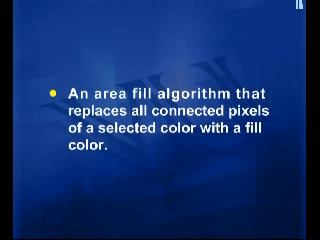 An area fill algorithm that
replaces all connected pixels
of a selected color with a fill
color.